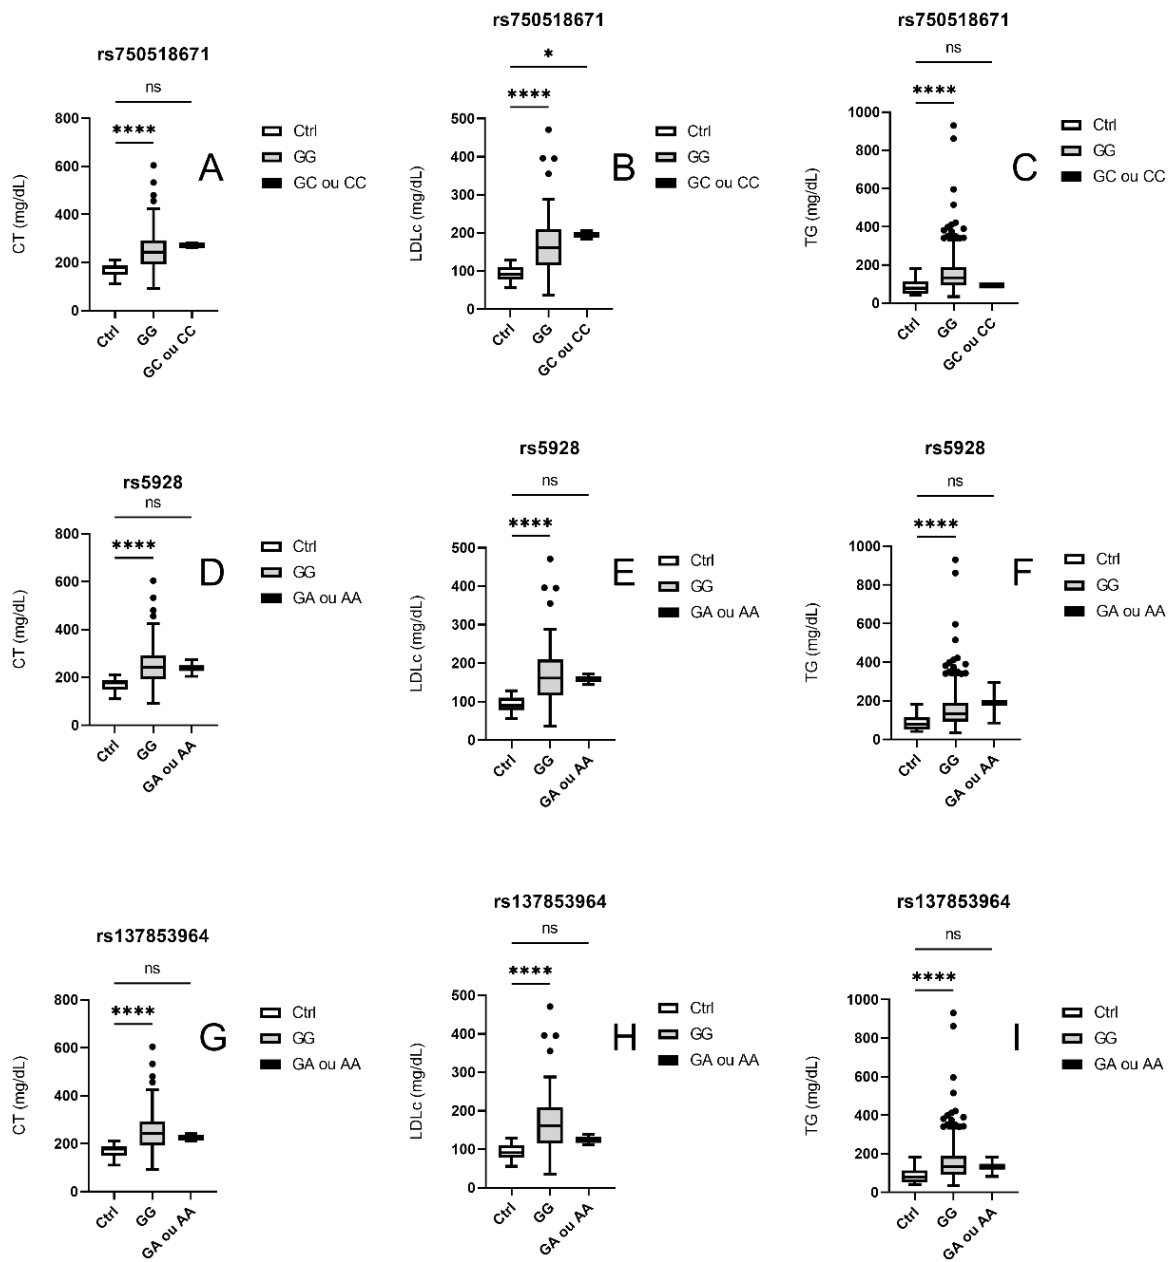 rs750518671
ns
****
800
600
400
200
0
CT (mg/dL)
Ctrl
GG
GC ou CC
A
Ctrl
GG
GC ou CC
rs750518671
*
****
500
400
300
200
100
0
LDLc (mg/dL)
Ctrl
GG
GC ou CC
B
Ctrl
GG
GC ou CC
rs750518671
ns
****
1000
800
600
400
200
0
TG (mg/dL)
Ctrl
GG
GC ou CC
C
Ctrl
GG
GC ou CC
rs5928
ns
****
800
600
400
200
0
CT (mg/dL)
Ctrl
GG
GA ou AA
D
Ctrl
GG
GA ou AA
rs5928
ns
****
500
400
300
200
100
0
LDLc (mg/dL)
Ctrl
GG
GA ou AA
E
Ctrl
GG
GA ou AA
rs5928
ns
****
1000
800
600
400
200
0
TG (mg/dL)
Ctrl
GG
GA ou AA
F
Ctrl
GG
GA ou AA
rs137853964
ns
****
800
600
400
200
0
CT (mg/dL)
Ctrl
GG
GA ou AA
G
Ctrl
GG
GA ou AA
rs137853964
ns
****
500
400
300
200
100
0
LDLc (mg/dL)
Ctrl
GG
GA ou AA
H
Ctrl
GG
GA ou AA
rs137853964
ns
****
1000
800
600
400
200
0
TG (mg/dL)
Ctrl
GG
GA ou AA
I
Ctrl
GG
GA ou AA